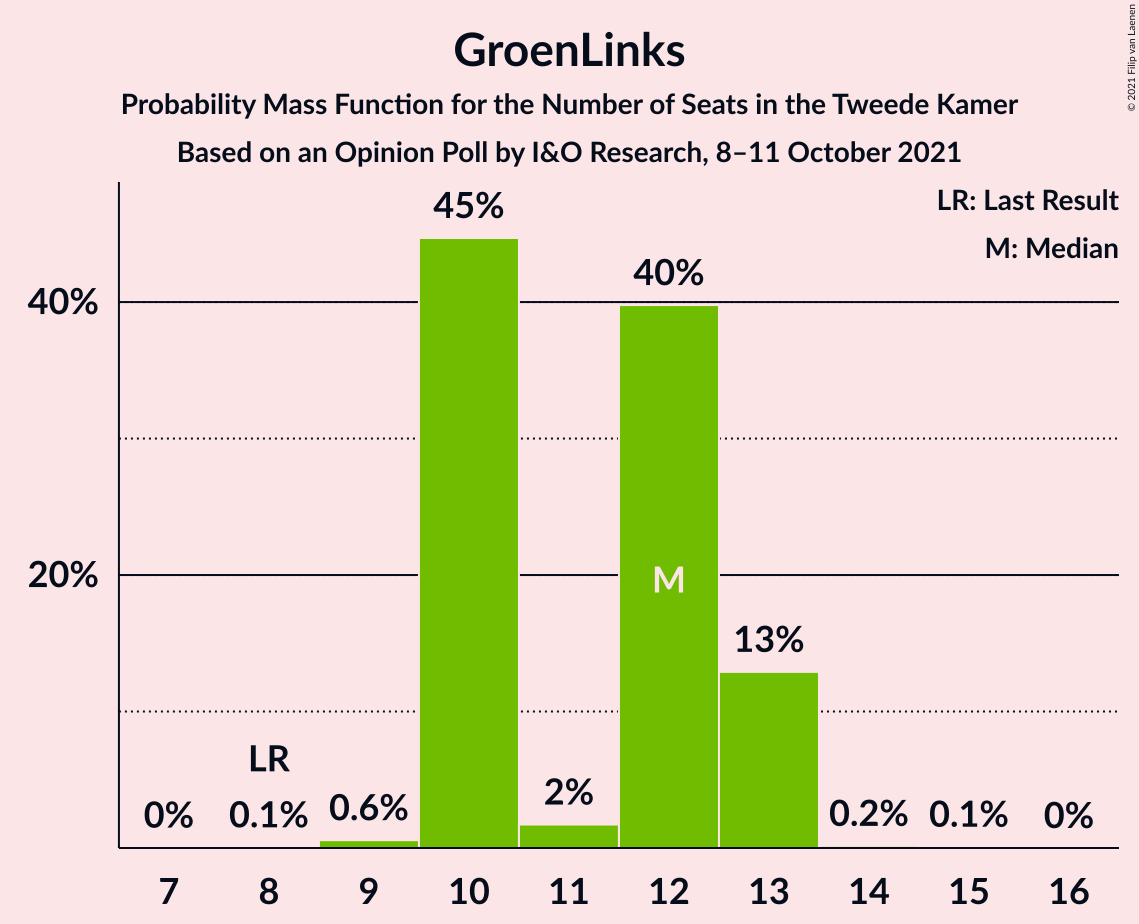 GroenLinks
Probability Mass Function for the Number of Seats in the Tweede Kamer
Based on an Opinion Poll by I&O Research, 8–11 October 2021
© 2021 Filip van Laenen
LR: Last Result
M: Median
45%
40%
40%
20%
M
13%
LR
0%
0.1%
0.6%
2%
0.2%
0.1%
0%
7
8
9
10
11
12
13
14
15
16